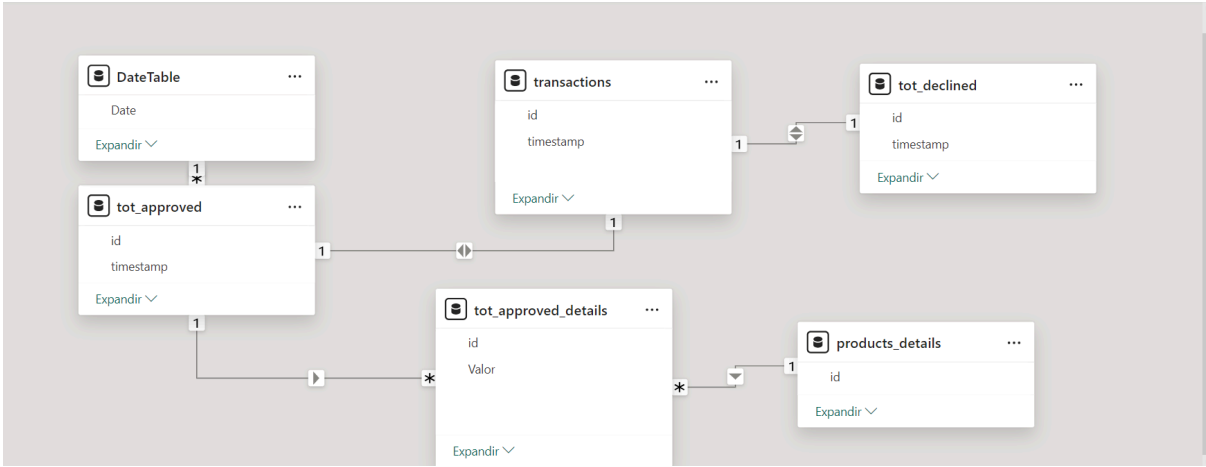 DateTable
Date
Expandir
1
*
tot_approved
id
timestamp
Expandir
1
1
transactions
id
timestamp
Expandir
1
1
tot_declined
id
timestamp
Expandir
1
tot_approved_details
id
Valor
Expandir
*
*
products_details
id
Expandir
1